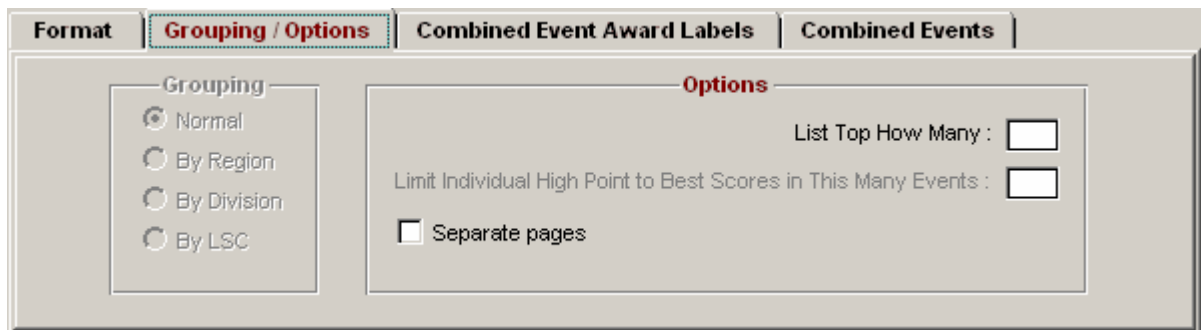 Format Grouping / Options Combined Event Award Labels Combined Events
Grouping
Normal
By Region
By Division
By LSC
Options
List Top How Many :
Limit Individual High Point to Best Scores in This Many Events :
Separate pages